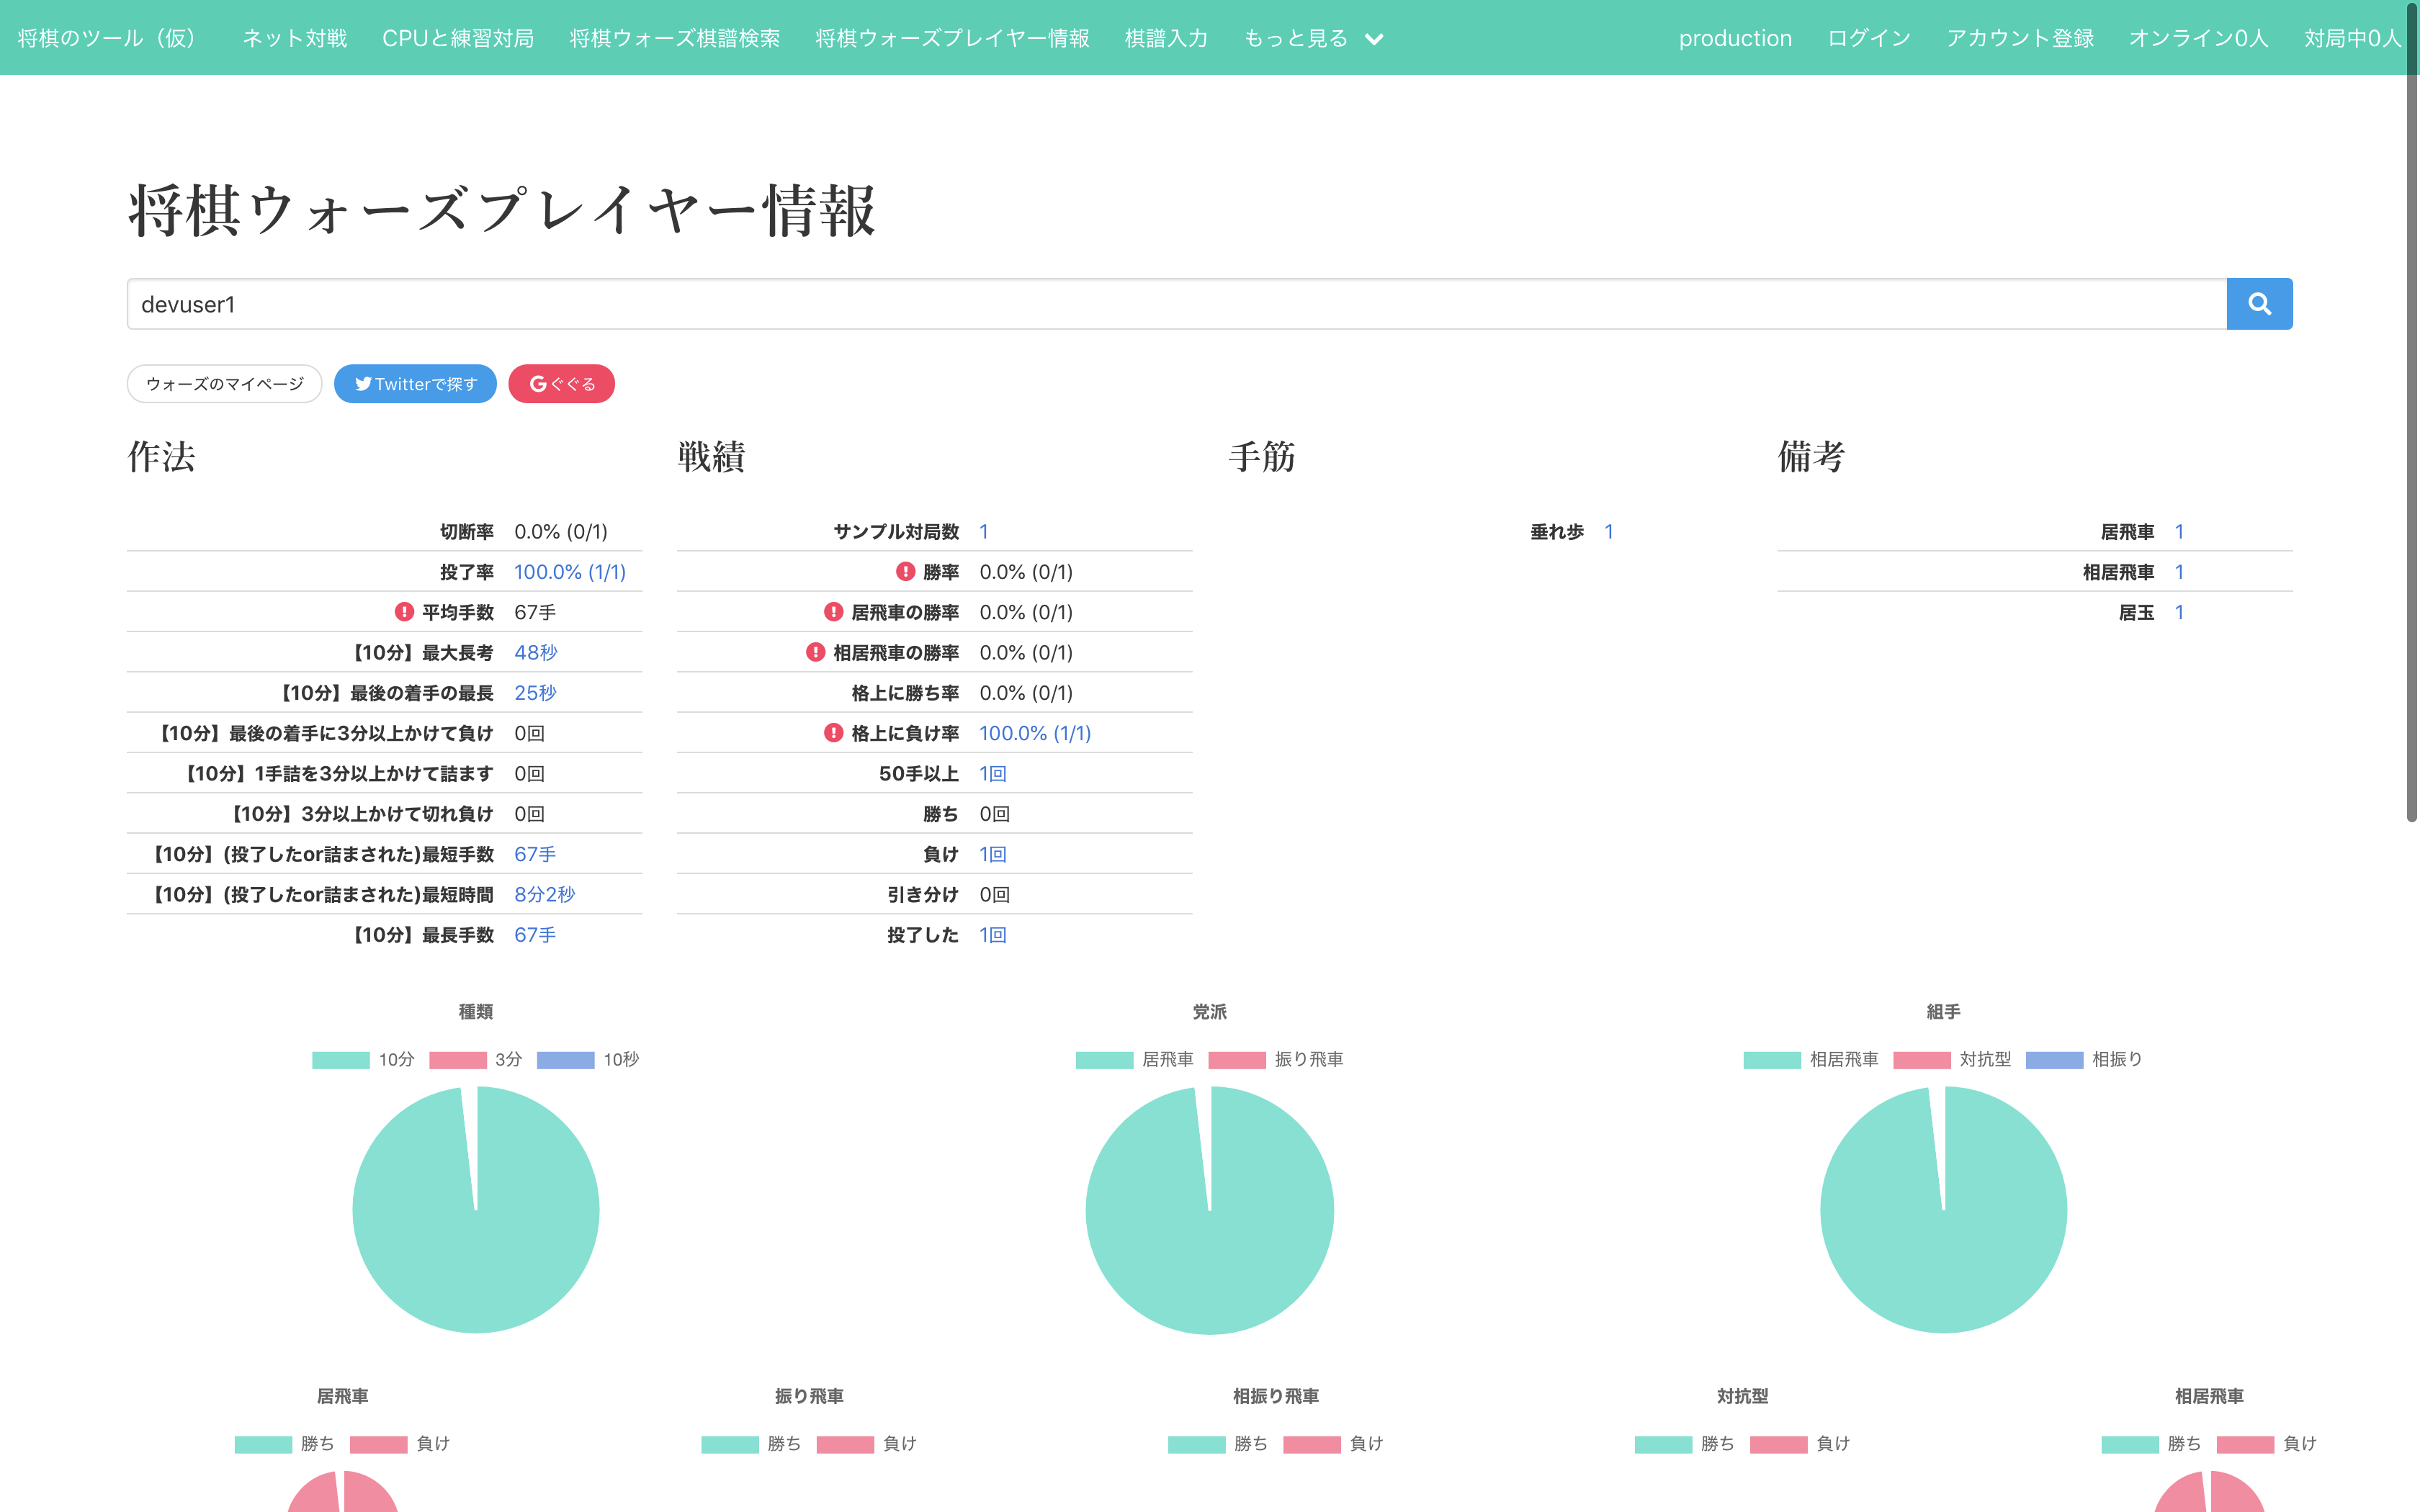 将棋のツール（仮） ネット対戦 CPUと練習対局 将棋ウォーズ棋譜検索 将棋ウォーズプレイヤー情報 棋譜入力 もっと見る production ログイン アカウント登録 オンライン0人 対局中0人
将棋ウォーズプレイヤー情報
devuser1
ウォーズのマイページ Twitterで探す ぐぐる
作法
切断率 0.0% (0/1)
投了率 100.0% (1/1)
平均手数 67手
【10分】最大長考 48秒
【10分】最後の着手の最長 25秒
【10分】最後の着手に3分以上かけて負け 0回
【10分】1手詰を3分以上かけて詰ます 0回
【10分】3分以上かけて切れ負け 0回
【10分】(投了したor詰まされた)最短手数 67手
【10分】(投了したor詰まされた)最短時間 8分2秒
【10分】最長手数 67手
戦績
サンプル対局数 1
勝率 0.0% (0/1)
居飛車の勝率 0.0% (0/1)
相居飛車の勝率 0.0% (0/1)
格上に勝ち率 0.0% (0/1)
格上に負け率 100.0% (1/1)
50手以上 1回
勝ち 0回
負け 1回
引き分け 0回
投了した 1回
手筋
垂れ歩 1
備考
居飛車 1
相居飛車 1
居玉 1
種類
10分 3分 10秒
党派
居飛車 振り飛車
組手
相居飛車 対抗型 相振り
居飛車
勝ち 負け
振り飛車
勝ち 負け
相振り飛車
勝ち 負け
対抗型
勝ち 負け
相居飛車
勝ち 負け